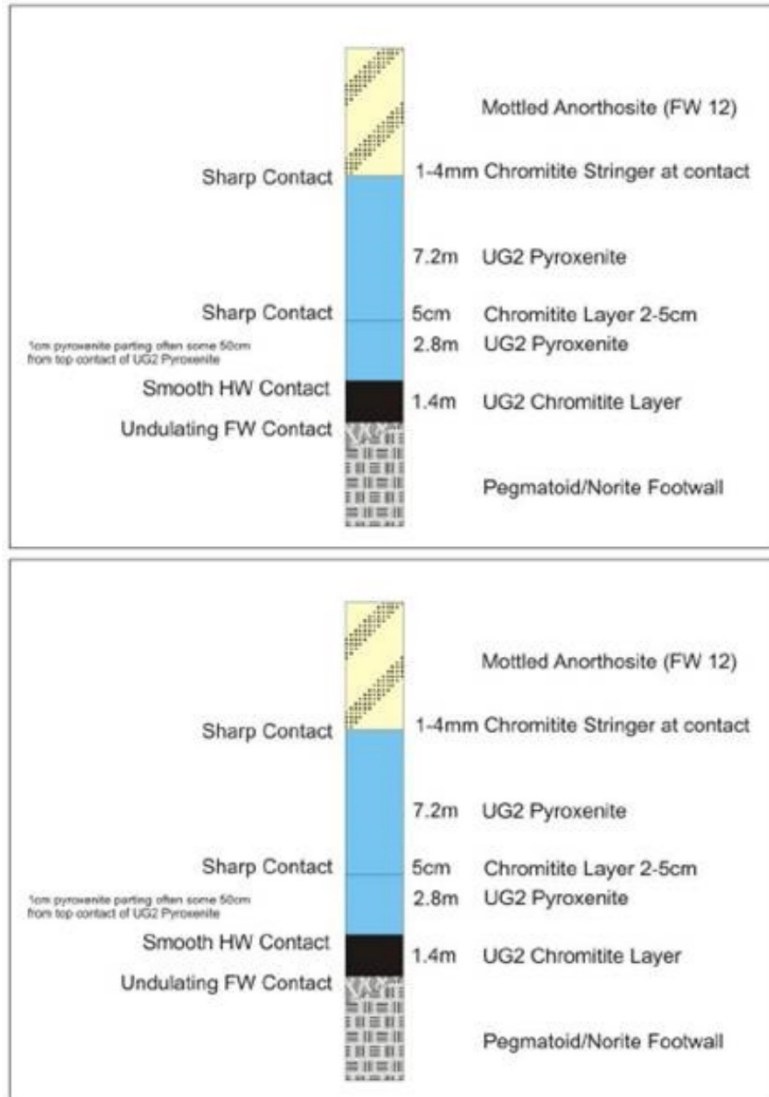 Mottled Anorthosite (FW 12)
Sharp Contact
1-4mm Chromitite Stringer at contact
7.2m UG2 Pyroxenite
Sharp Contact
5cm Chromitite Layer 2-5cm
1cm pyroxenite parting often some 50cm
from top contact of UG2 Pyroxenite
2.8m UG2 Pyroxenite
Smooth HW Contact
1.4m UG2 Chromitite Layer
Undulating FW Contact
Pegmatoid/Norite Footwall
Mottled Anorthosite (FW 12)
Sharp Contact
1-4mm Chromitite Stringer at contact
7.2m UG2 Pyroxenite
Sharp Contact
5cm Chromitite Layer 2-5cm
1cm pyroxenite parting often some 50cm
from top contact of UG2 Pyroxenite
2.8m UG2 Pyroxenite
Smooth HW Contact
1.4m UG2 Chromitite Layer
Undulating FW Contact
Pegmatoid/Norite Footwall